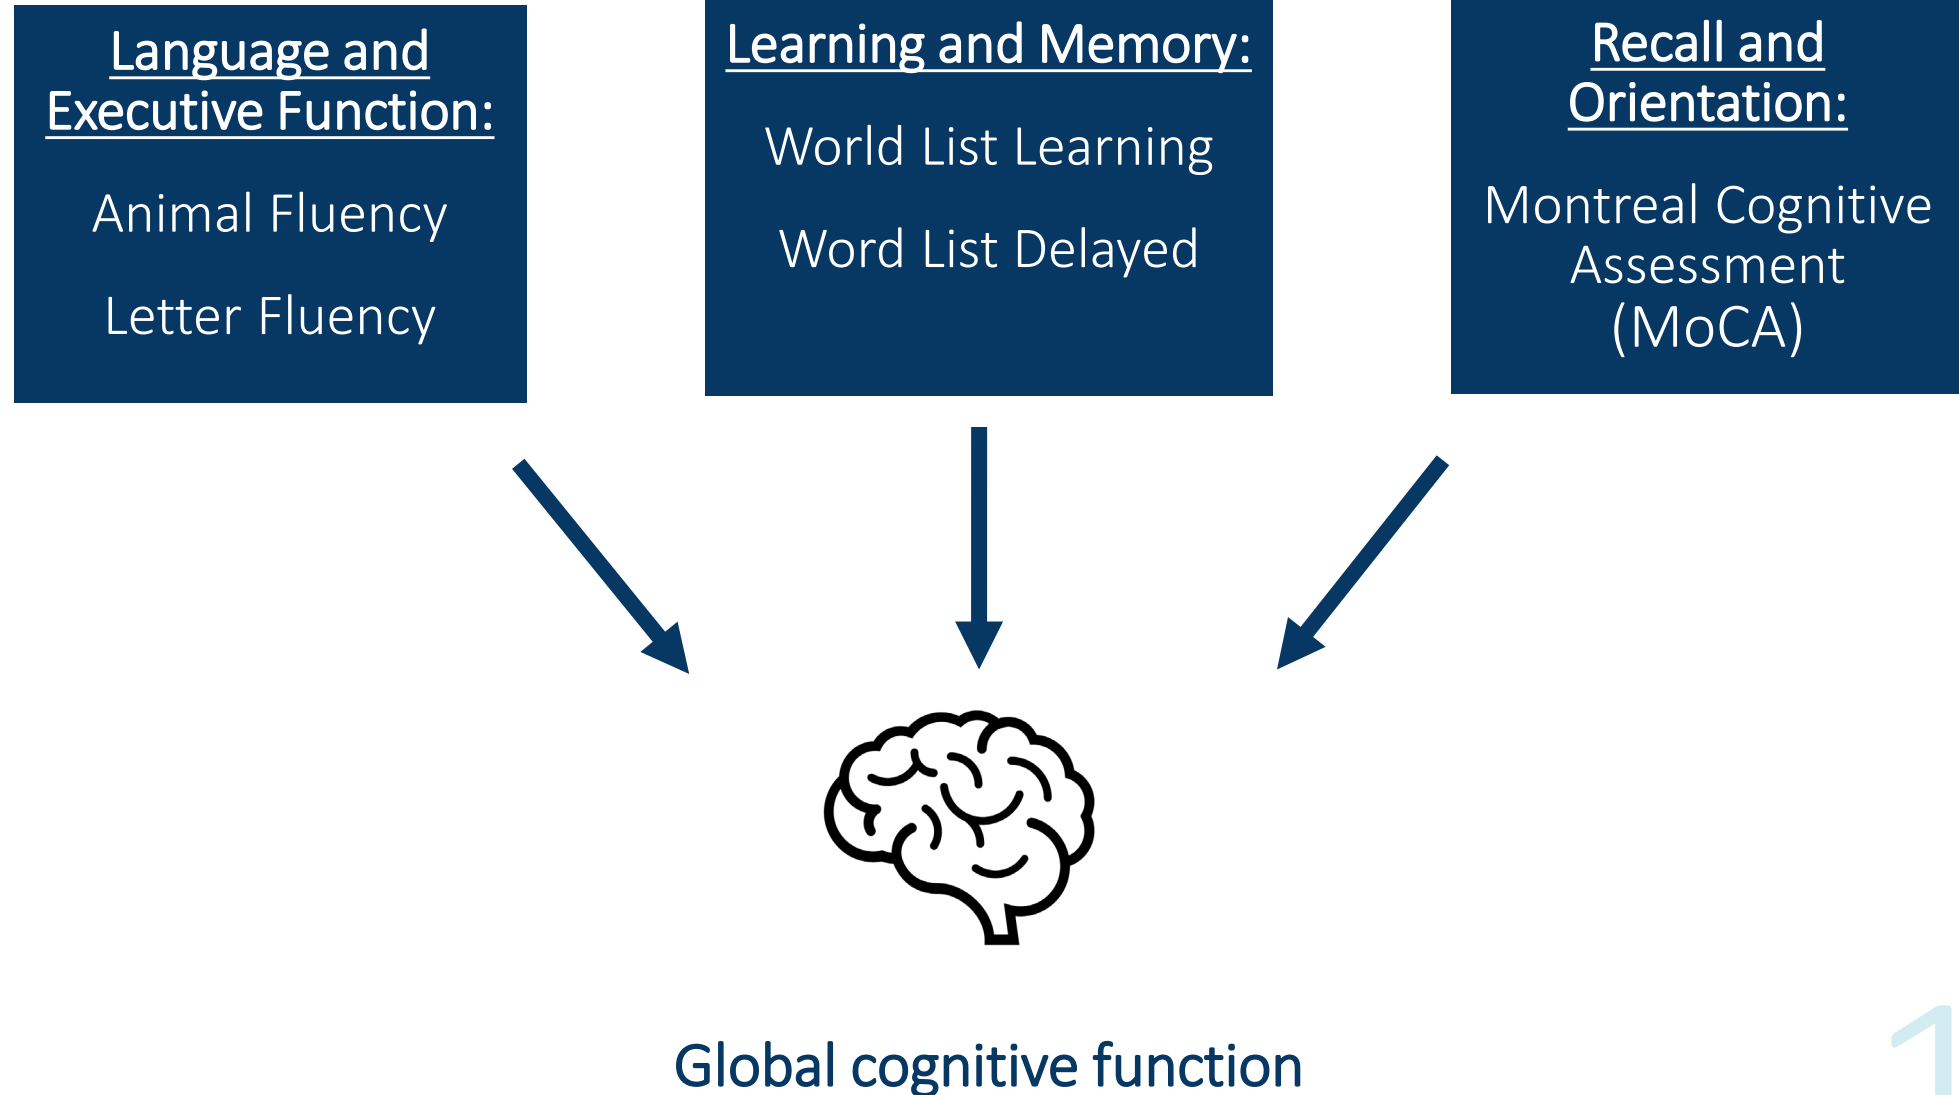 Language and
Executive Function:
Animal Fluency
Letter Fluency
Learning and Memory:
World List Learning
Word List Delayed
Recall and
Orientation:
Montreal Cognitive
Assessment
(MoCA)
Global cognitive function
1